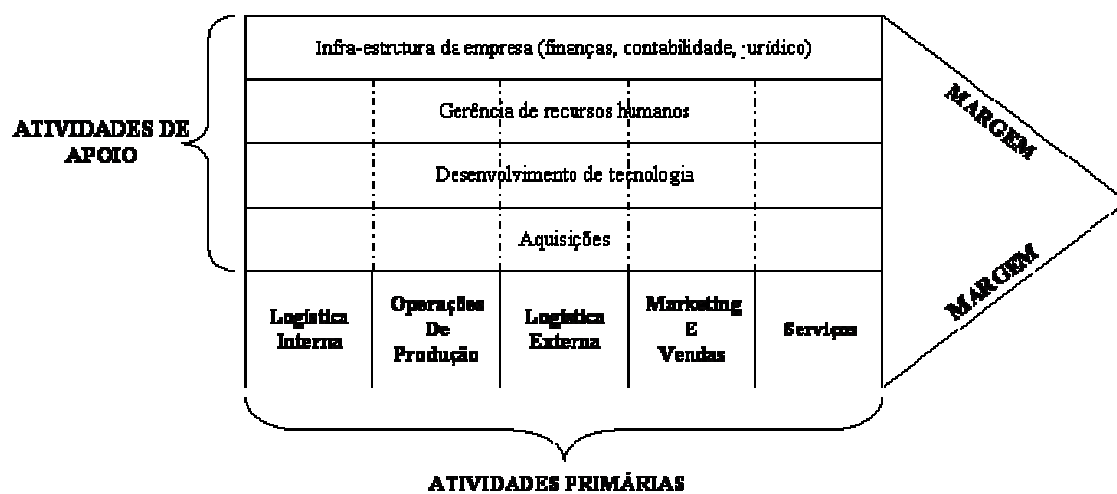 Infra-estrutura da empresa (finanças, contabilidade, jurídico)
Gerência de recursos humanos
ATIVIDADES DE
APOIO
Desenvolvimento de tecnologia
Aquisições
MARGEM
MARGEM
Logística
Interna
Operações
De
Produção
Logística
Externa
Marketing
E
Vendas
Serviços
ATIVIDADES PRIMÁRIAS